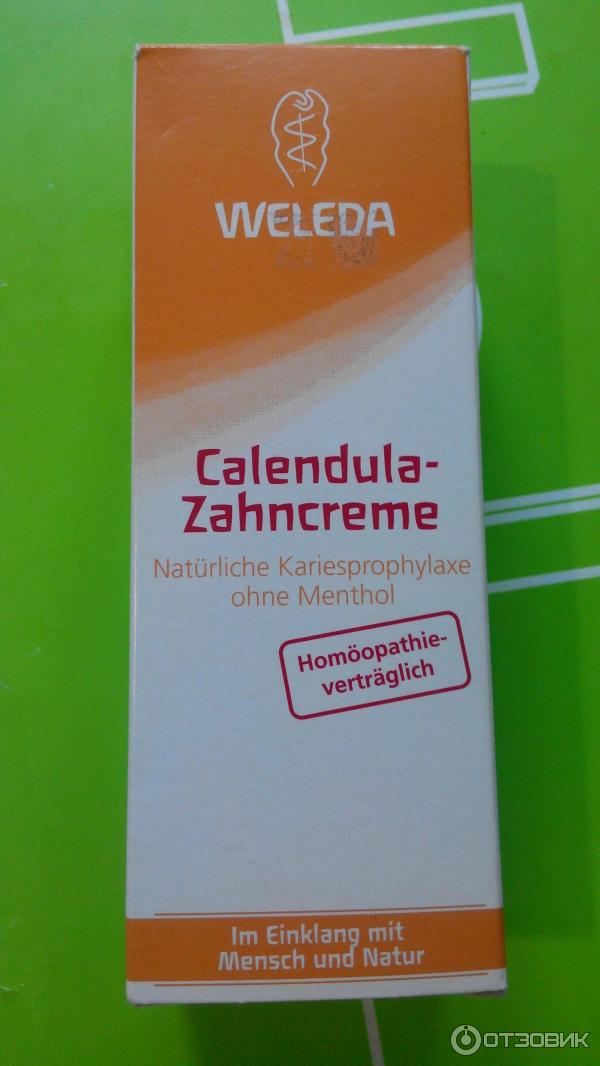 WELEDA
Calendula-
Zahncreme
Natürliche Kariesprophylaxe
ohne Menthol
Homöopathie-
verträglich
Im Einklang mit
Mensch und Natur
ОТЗОВИК